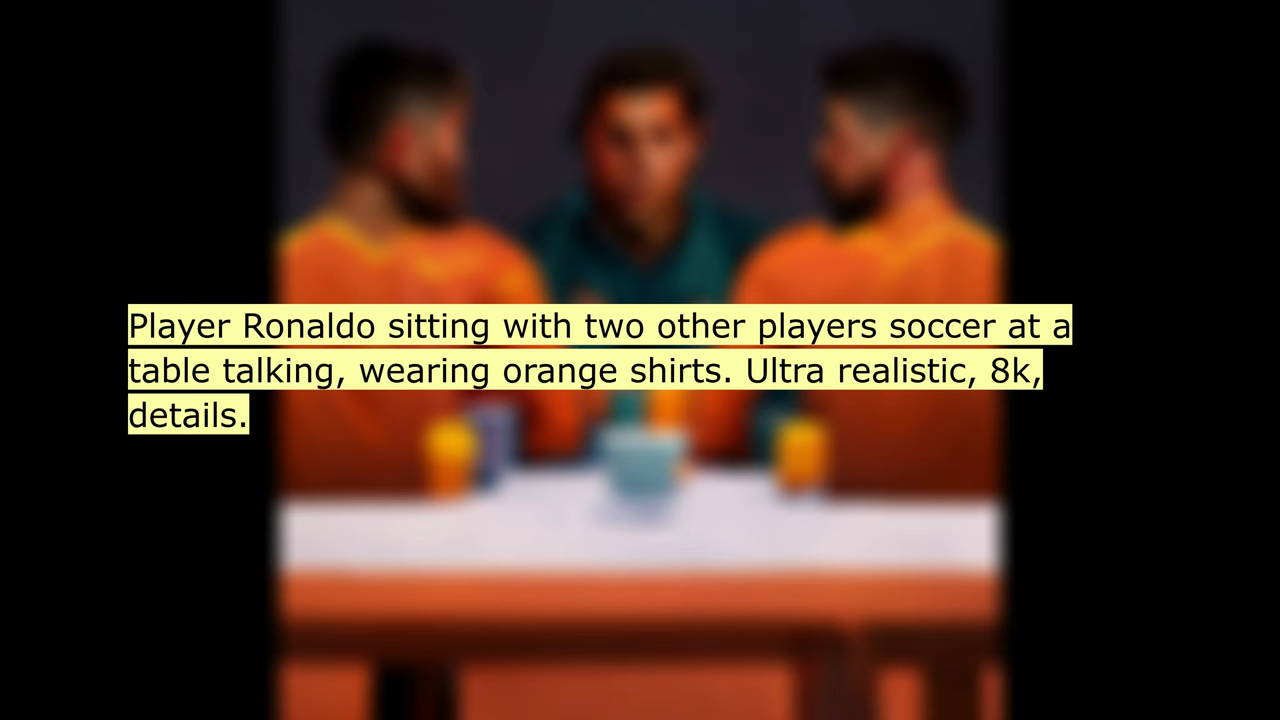 Player Ronaldo sitting with two other players soccer at a
table talking, wearing orange shirts. Ultra realistic, 8k,
details.